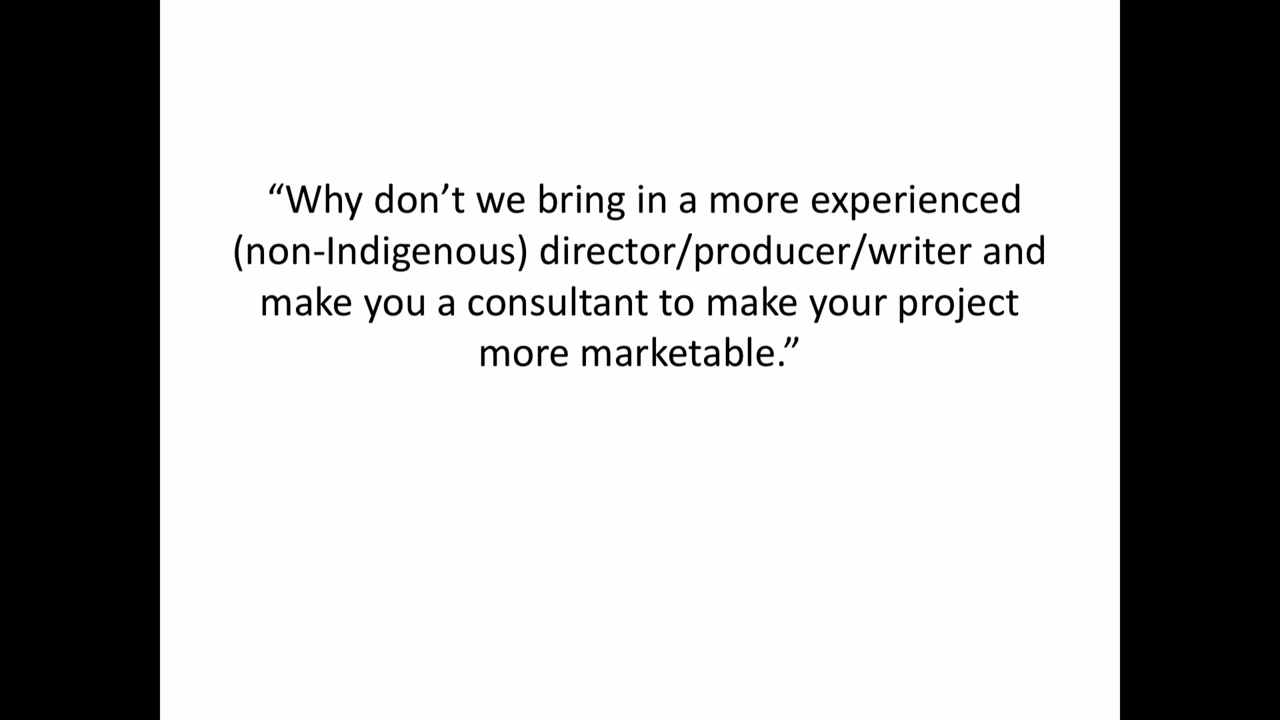 “Why don’t we bring in a more experienced
(non-Indigenous) director/producer/writer and
make you a consultant to make your project
more marketable.”